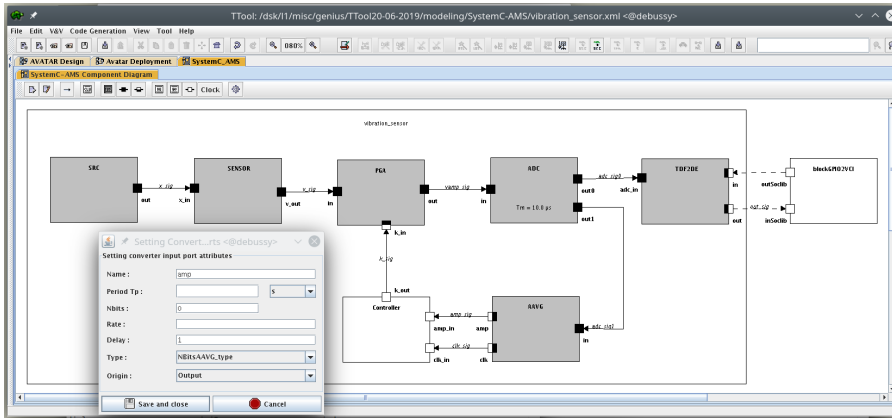 TTool: /dsk/l1/misc/genius/TTool20-06-2019/modeling/SystemC-AMS/vibration_sensor.xml <@debussy>
File Edit V&V Code Generation View Tool Help
080%
AVATAR Design Avatar Deployment SystemC_AMS
SystemC-AMS Component Diagram
Clock
vibration_sensor
SRC SENSOR PGA ADC TDF2DE blockGPIO2VCI
x_sig v_sig vamp_sig adc_sig0
out x_in v_out in out in out0 adc_in in outSoclib
Tm = 10.0 µs
out_sig
out1 out inSoclib
k_in
k_sig
k_out
Controller AAVG
amp_sig
amp_in amp adc_sig1
in
clk_sig
clk_in clk
Setting Convert...rts <@debussy>
Setting converter input port attributes
Name : amp
Period Tp : s
Nbits : 0
Rate :
Delay : 1
Type : NBitsAAVG_type
Origin : Output
Save and close Cancel